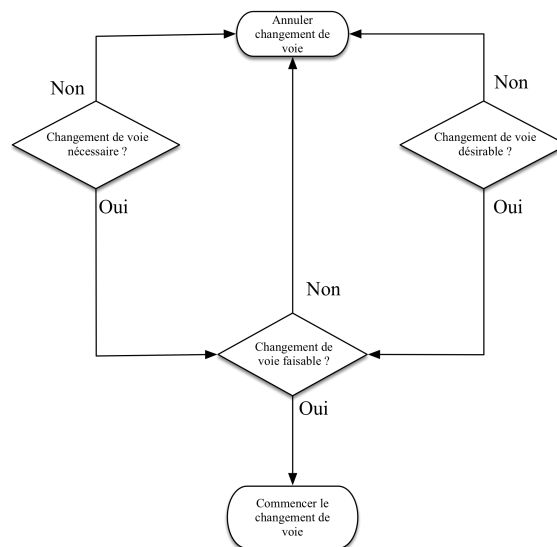 Annuler
changement de
voie
Non
Non
Changement de voie
nécessaire ?
Changement de voie
désirable ?
Oui
Oui
Non
Changement de
voie faisable ?
Oui
Commencer le
changement de
voie